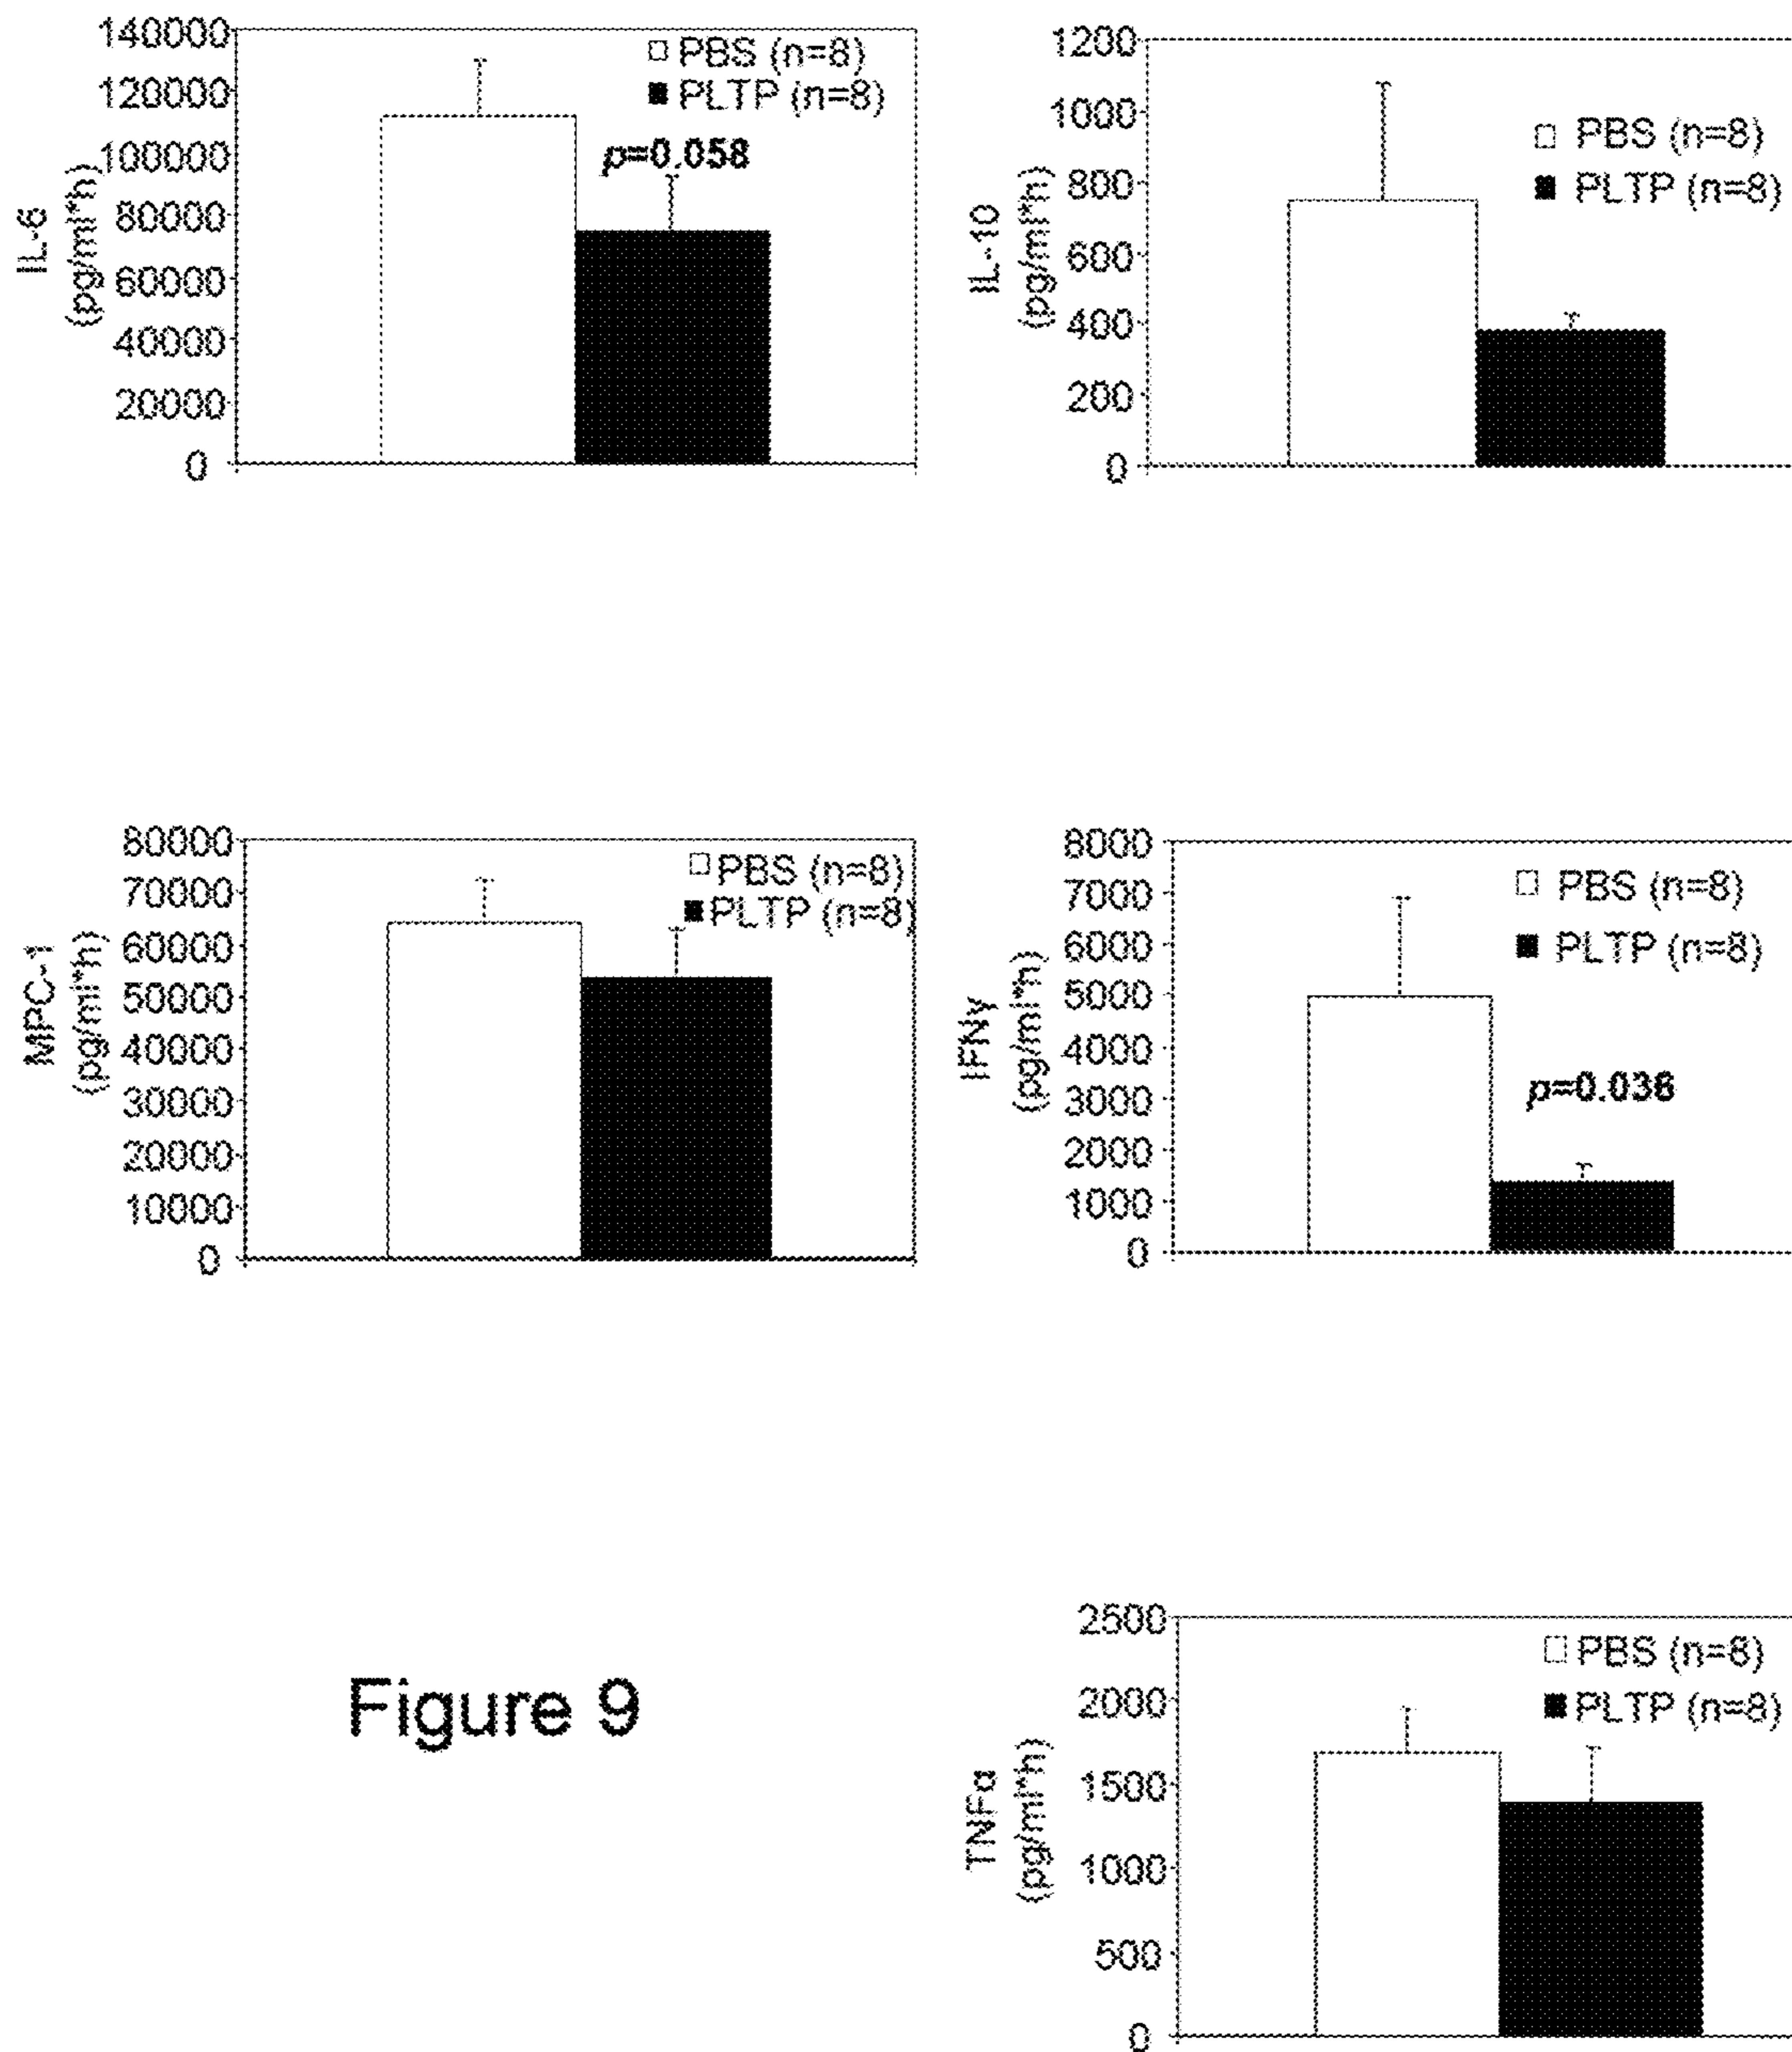 140000
120000
100000
80000
60000
40000
20000
0
IL-6
(pg/ml*h)
PBS (n=8)
PLTP (n=8)
p=0.058
1200
1000
800
600
400
200
0
IL-10
(pg/ml*h)
PBS (n=8)
PLTP (n=8)
80000
70000
60000
50000
40000
30000
20000
10000
0
MPC-1
(pg/ml*h)
PBS (n=8)
PLTP (n=8)
8000
7000
6000
5000
4000
3000
2000
1000
0
IFNγ
(pg/ml*h)
PBS (n=8)
PLTP (n=8)
p=0.036
Figure 9
2500
2000
1500
1000
500
0
TNFα
(pg/ml*h)
PBS (n=8)
PLTP (n=8)